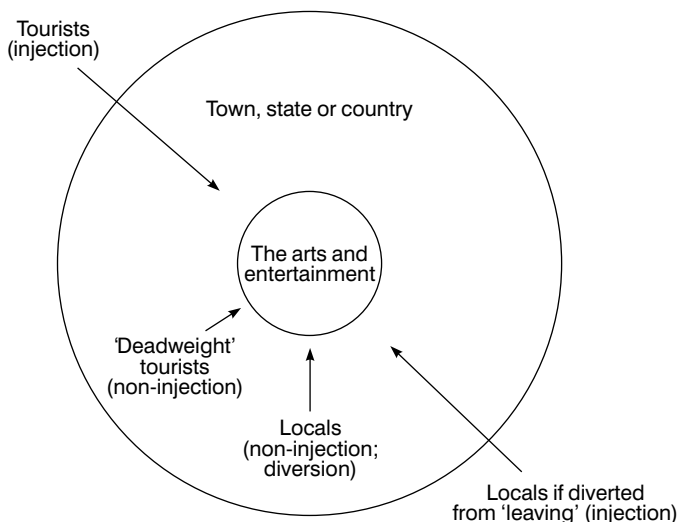 Tourists
(injection)
Town, state or country
The arts and
entertainment
‘Deadweight’
tourists
(non-injection)
Locals
(non-injection;
diversion)
Locals if diverted
from ‘leaving’ (injection)